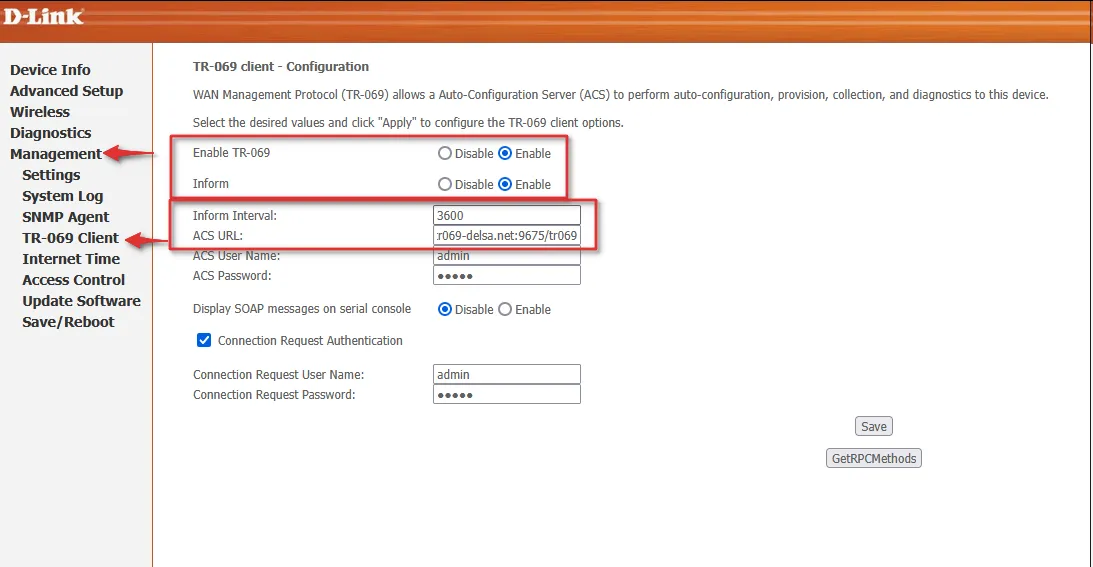 D-Link
Device Info
Advanced Setup
Wireless
Diagnostics
Management
Settings
System Log
SNMP Agent
TR-069 Client
Internet Time
Access Control
Update Software
Save/Reboot
TR-069 client - Configuration
WAN Management Protocol (TR-069) allows a Auto-Configuration Server (ACS) to perform auto-configuration, provision, collection, and diagnostics to this device.
Select the desired values and click "Apply" to configure the TR-069 client options.
Enable TR-069 Disable Enable
Inform Disable Enable
Inform Interval: 3600
ACS URL: r069-delsa.net:9675/tr069
ACS User Name: admin
ACS Password: •••••
Display SOAP messages on serial console Disable Enable
Connection Request Authentication
Connection Request User Name: admin
Connection Request Password: •••••
Save
GetRPCMethods